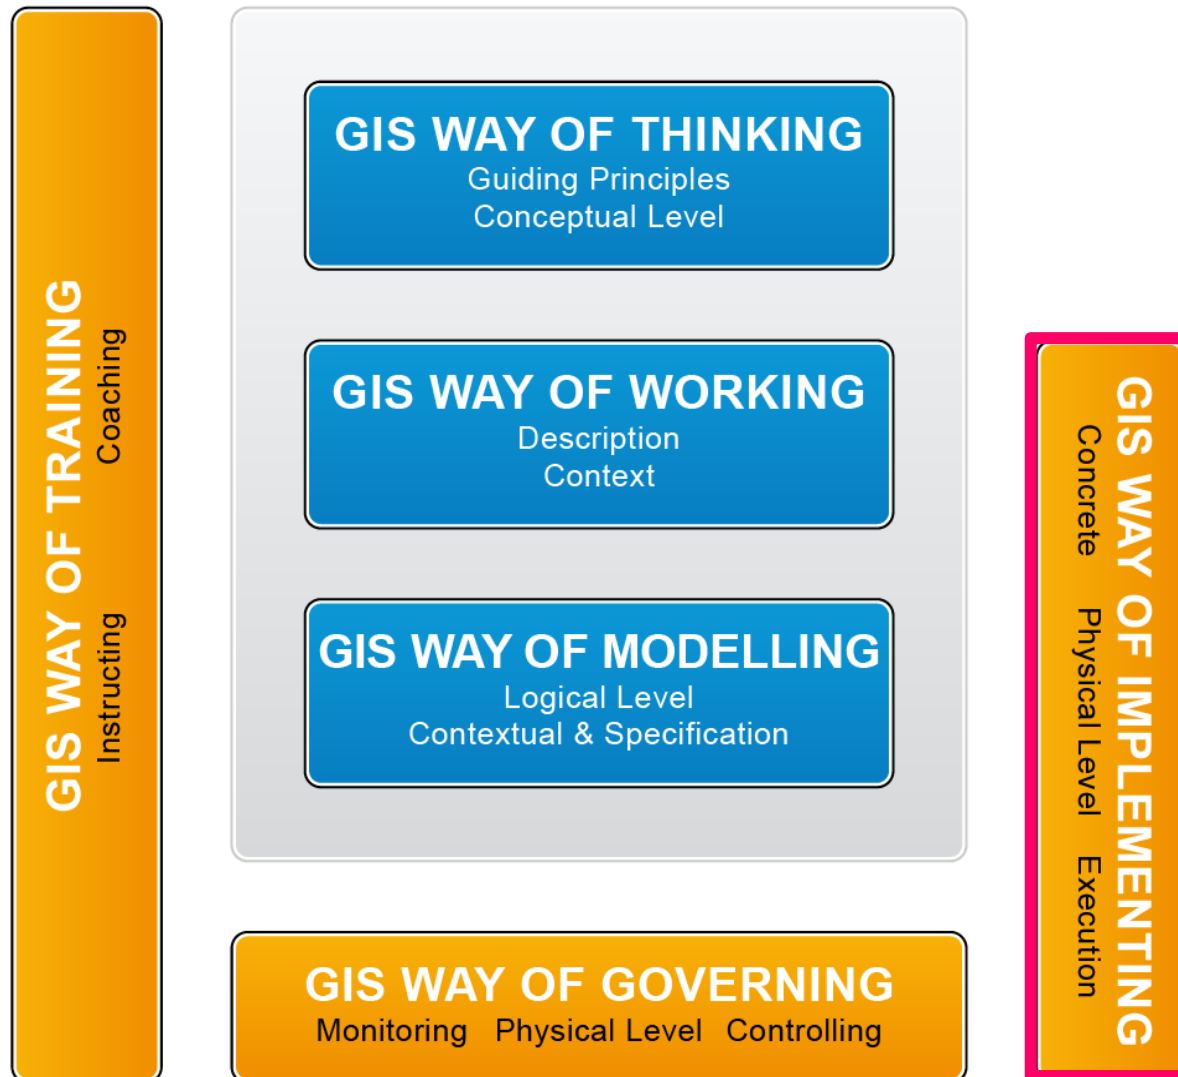 GIS WAY OF TRAINING
Instructing Coaching
GIS WAY OF THINKING
Guiding Principles
Conceptual Level
GIS WAY OF WORKING
Description
Context
GIS WAY OF MODELLING
Logical Level
Contextual & Specification
GIS WAY OF GOVERNING
Monitoring Physical Level Controlling
GIS WAY OF IMPLEMENTING
Concrete Physical Level Execution